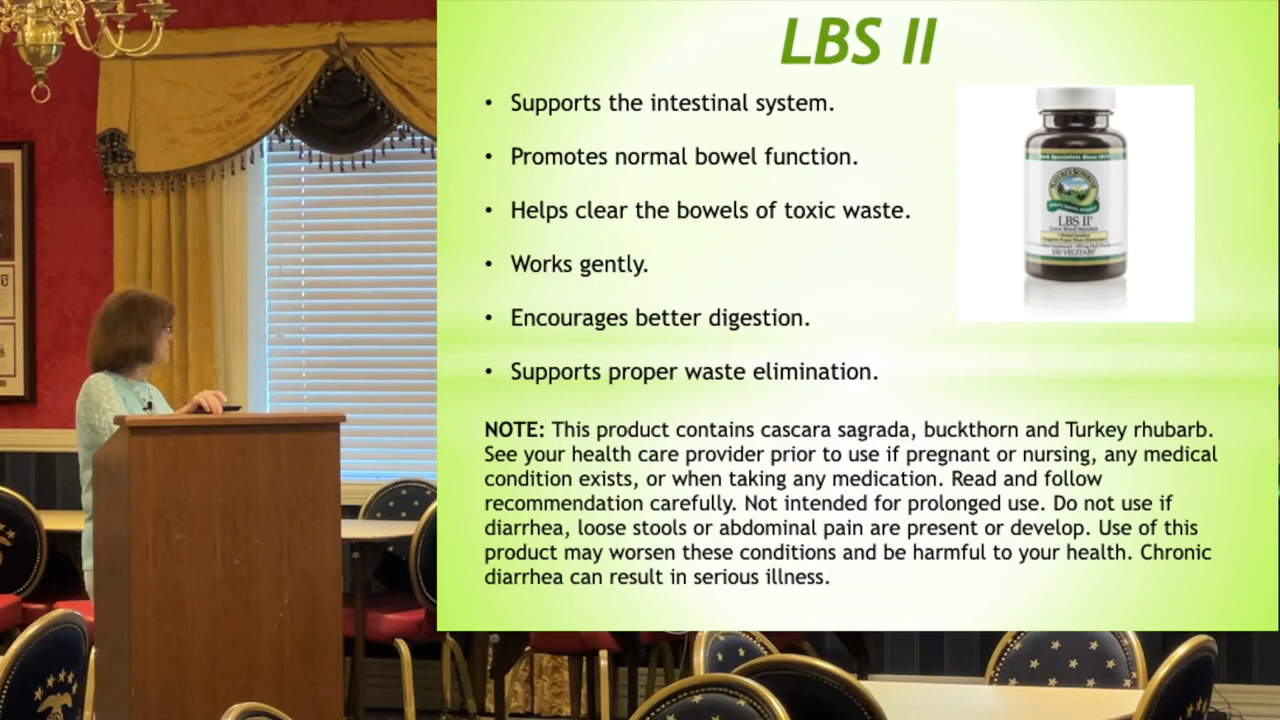 LBS II
• Supports the intestinal system.
• Promotes normal bowel function.
• Helps clear the bowels of toxic waste.
• Works gently.
• Encourages better digestion.
• Supports proper waste elimination.
NATURE'S SUNSHINE
LBS II
100 VEGITABS
NOTE: This product contains cascara sagrada, buckthorn and Turkey rhubarb.
See your health care provider prior to use if pregnant or nursing, any medical
condition exists, or when taking any medication. Read and follow
recommendation carefully. Not intended for prolonged use. Do not use if
diarrhea, loose stools or abdominal pain are present or develop. Use of this
product may worsen these conditions and be harmful to your health. Chronic
diarrhea can result in serious illness.